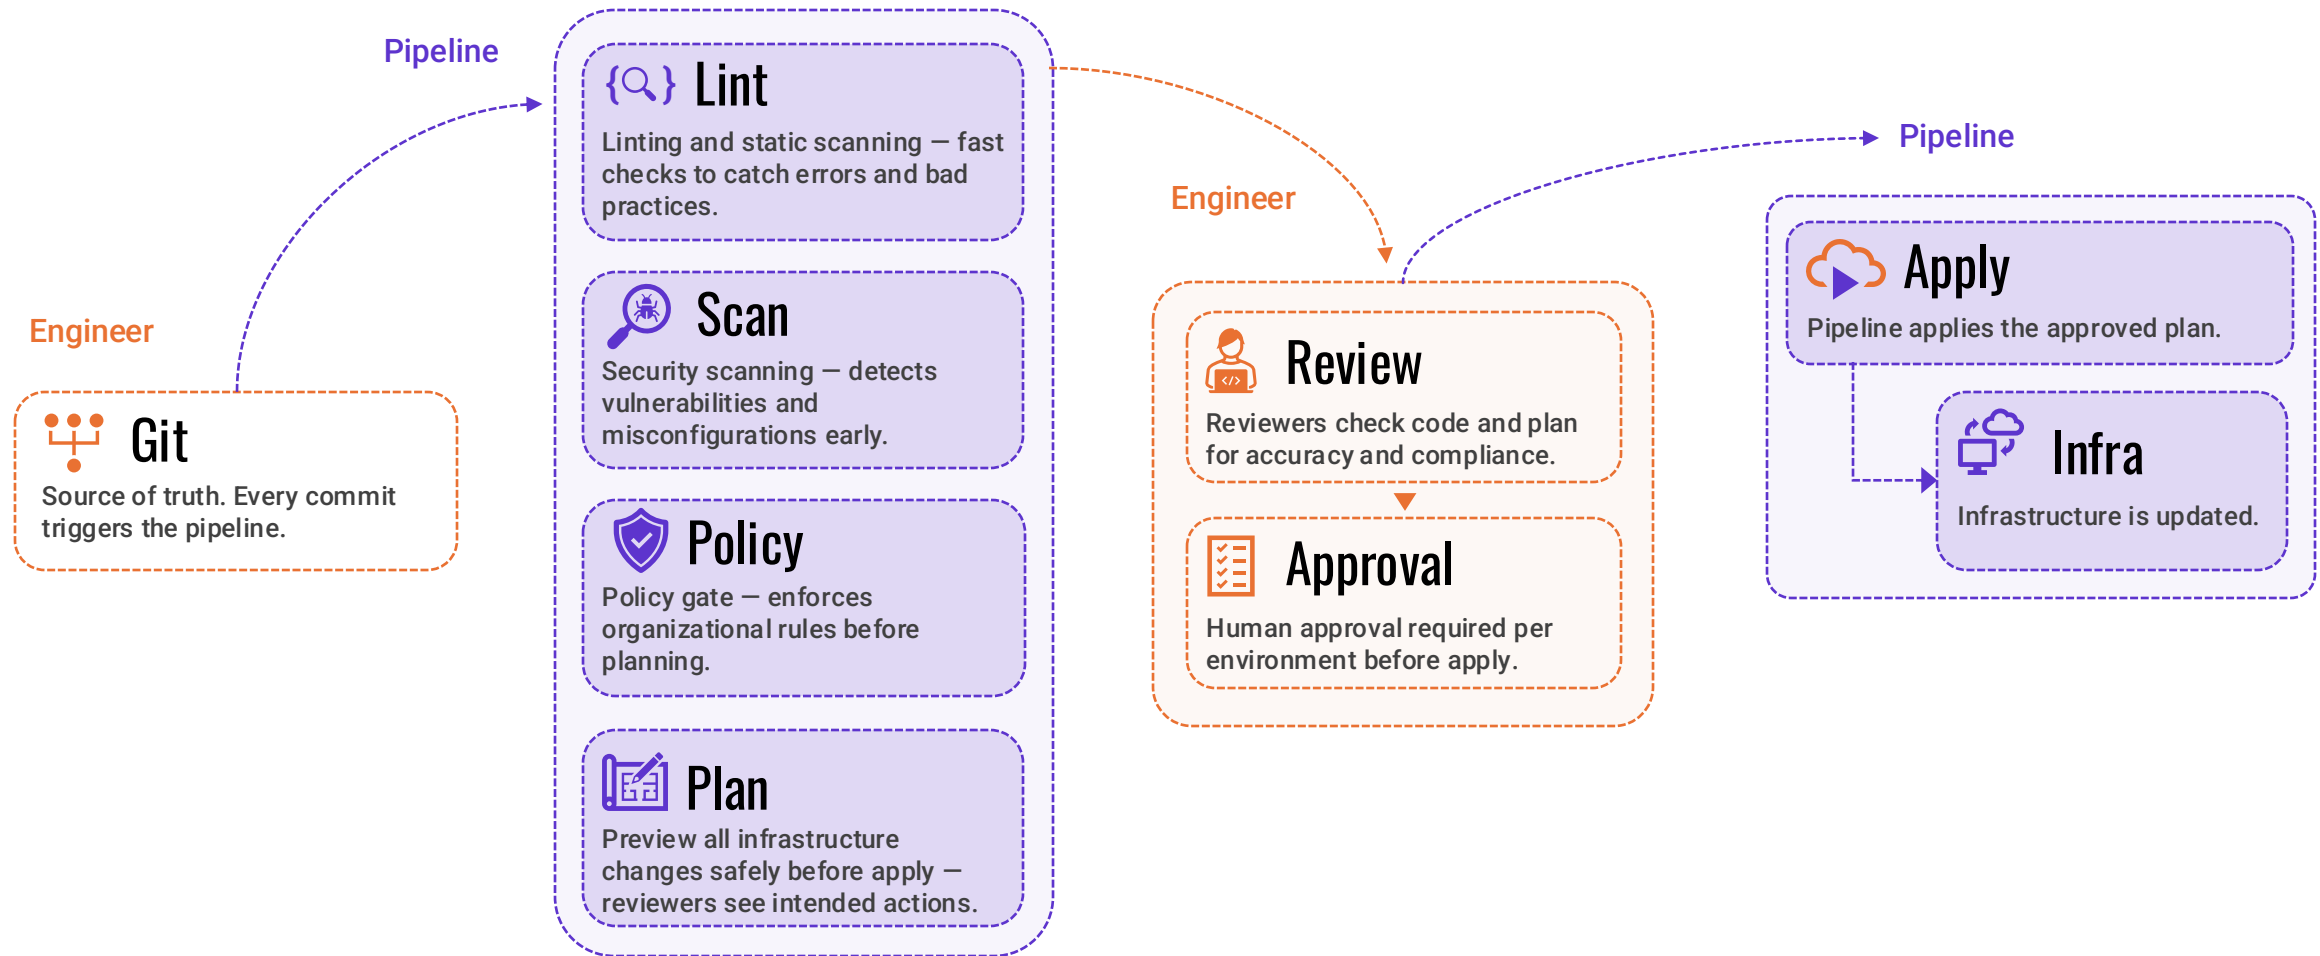 Engineer
Git
Source of truth. Every commit
triggers the pipeline.
Pipeline
Lint
Linting and static scanning — fast
checks to catch errors and bad
practices.
Scan
Security scanning — detects
vulnerabilities and
misconfigurations early.
Policy
Policy gate — enforces
organizational rules before
planning.
Plan
Preview all infrastructure
changes safely before apply —
reviewers see intended actions.
Engineer
Review
Reviewers check code and plan
for accuracy and compliance.
Approval
Human approval required per
environment before apply.
Pipeline
Apply
Pipeline applies the approved plan.
Infra
Infrastructure is updated.